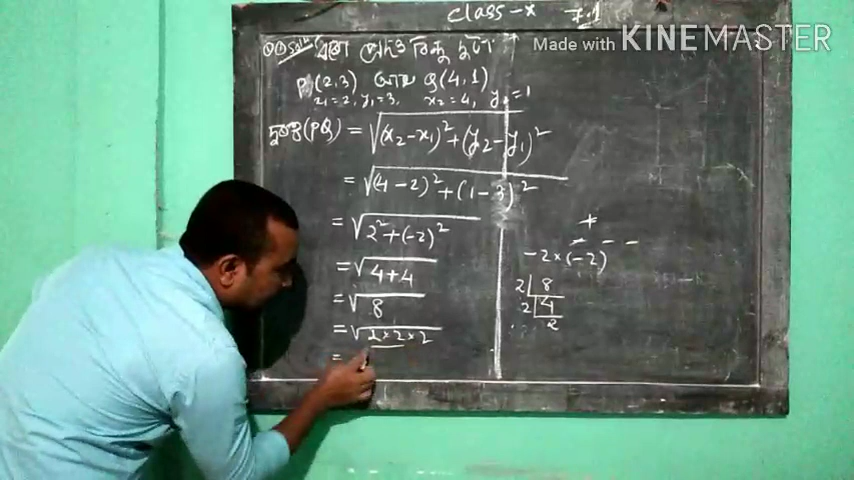 Class-x 7.1
Made with KINEMASTER
P(2,3) আৰু Q(4,1)
x₁=2, y₁=3, x₂=4, y₂=1
দূৰত্ব(PQ) = √(x₂-x₁)²+(y₂-y₁)²
= √(4-2)²+(1-3)²
= √2²+(-2)²
= √4+4
= √8
= √2×2×2
=
+
- - -
-2×(-2)
2 | 8
2 | 4
2